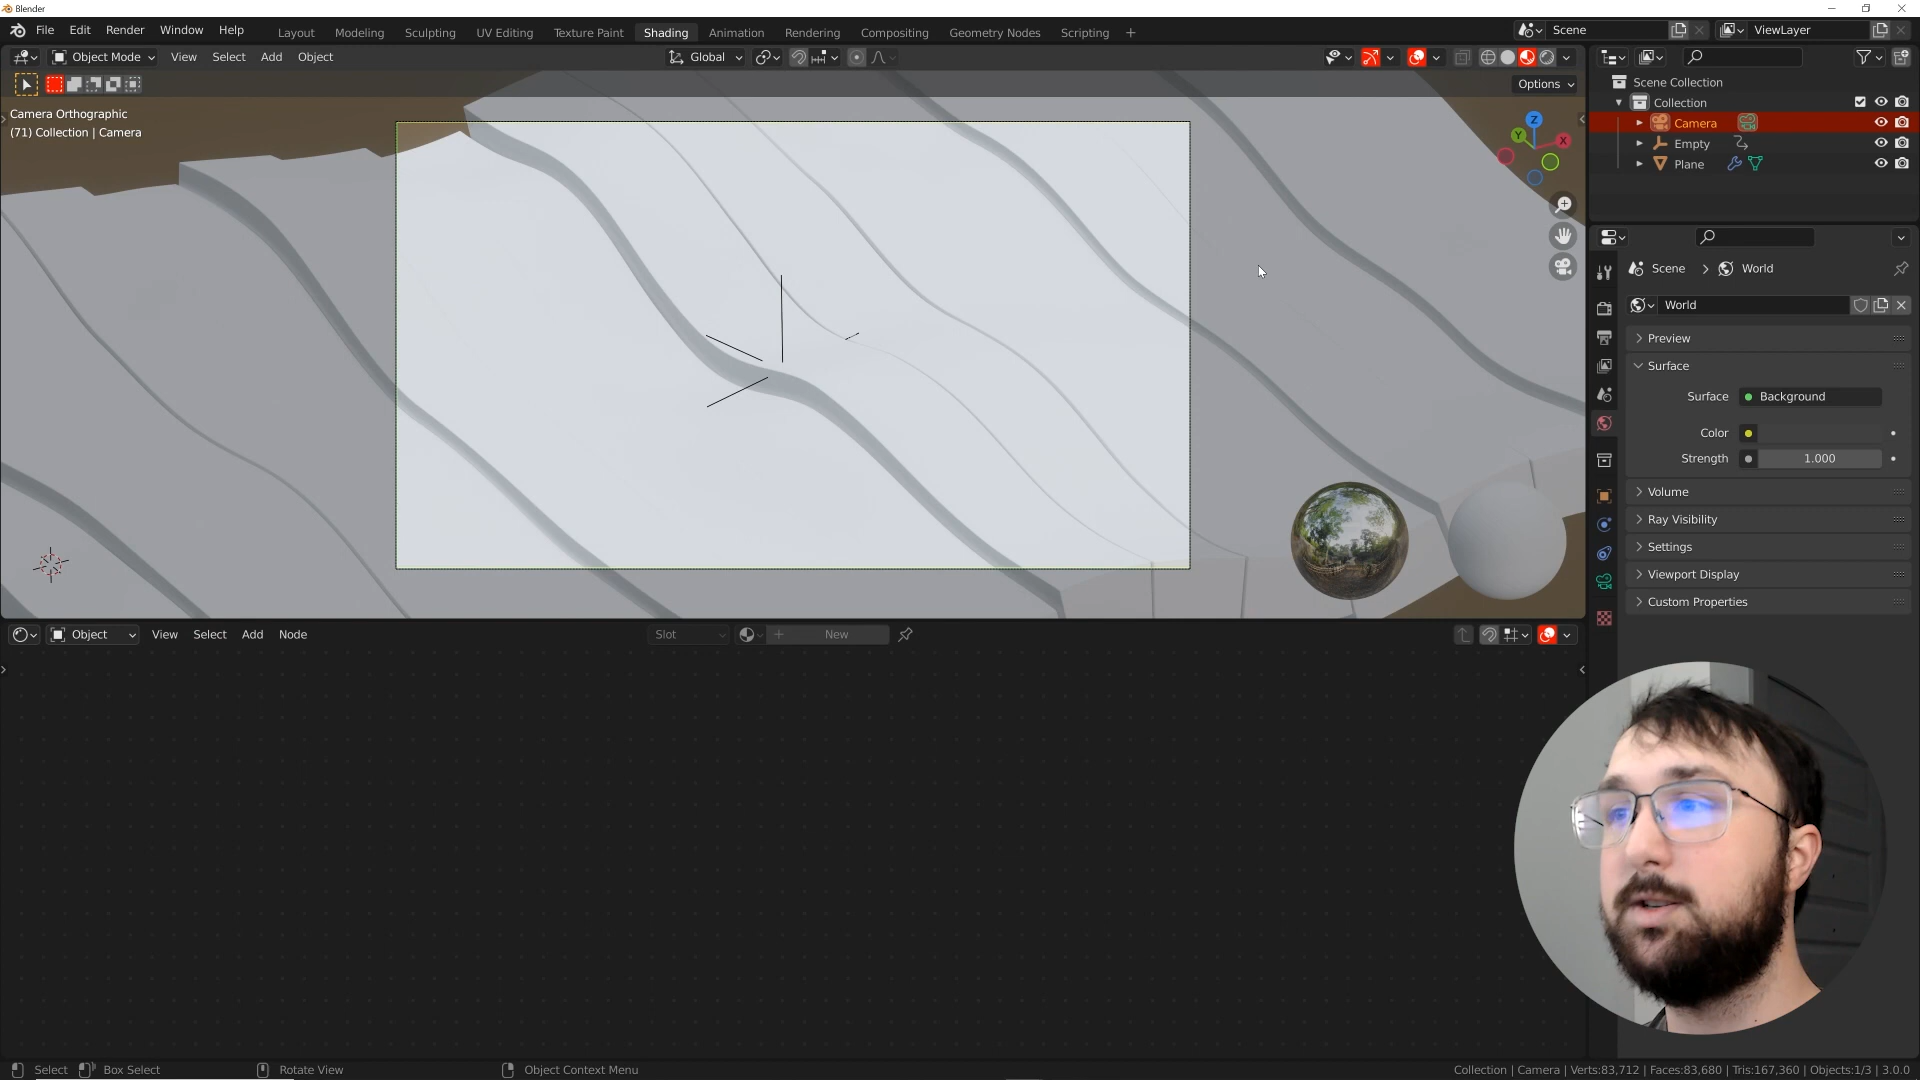 Blender
File Edit Render Window Help
Layout Modeling Sculpting UV Editing Texture Paint Shading Animation Rendering Compositing Geometry Nodes Scripting +
Scene
ViewLayer
Object Mode View Select Add Object
Global
Options
Camera Orthographic
(71) Collection | Camera
Z
Y
X
Scene Collection
Collection
Camera
Empty
Plane
Scene > World
World
Preview
Surface
Surface Background
Color
Strength 1.000
Volume
Ray Visibility
Settings
Viewport Display
Custom Properties
Object View Select Add Node
Slot
New
Select Box Select Rotate View Object Context Menu
Collection | Camera | Verts:83,712 | Faces:83,680 | Tris:167,360 | Objects:1/3 | 3.0.0